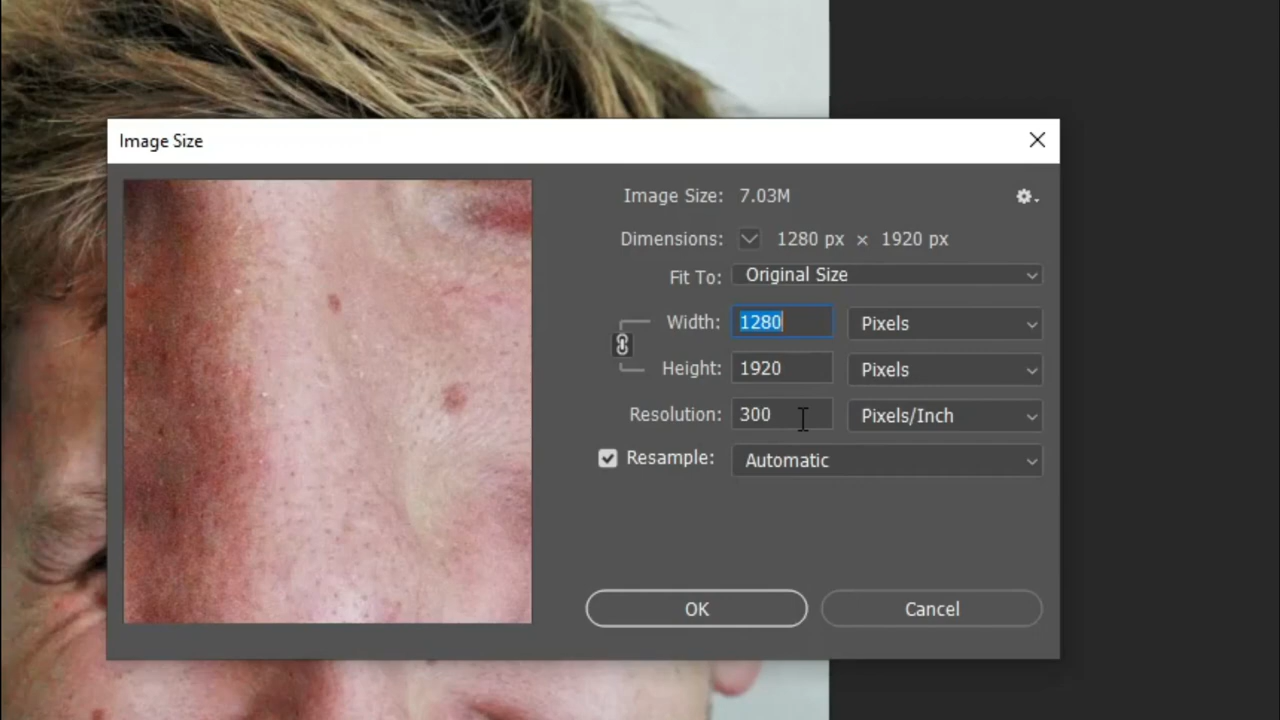 Image Size
Image Size: 7.03M
Dimensions: 1280 px × 1920 px
Fit To: Original Size
Width: 1280 Pixels
Height: 1920 Pixels
Resolution: 300 Pixels/Inch
Resample: Automatic
OK Cancel